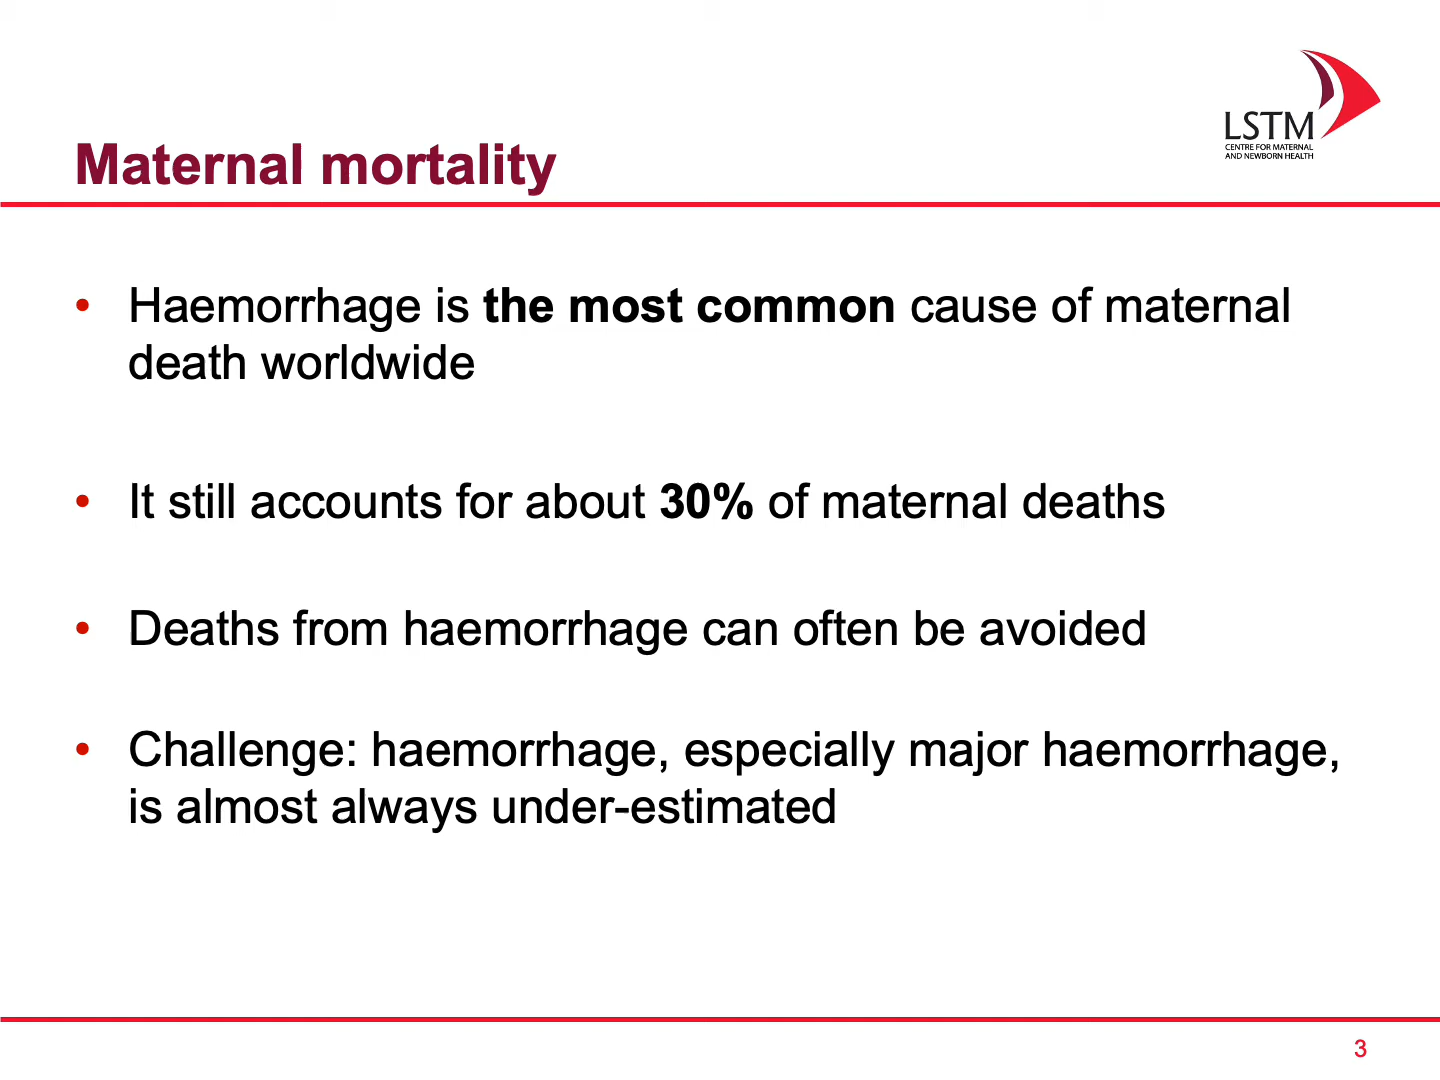 LSTM
CENTRE FOR MATERNAL
AND NEWBORN HEALTH
Maternal mortality
• Haemorrhage is the most common cause of maternal
death worldwide
• It still accounts for about 30% of maternal deaths
• Deaths from haemorrhage can often be avoided
• Challenge: haemorrhage, especially major haemorrhage,
is almost always under-estimated
3